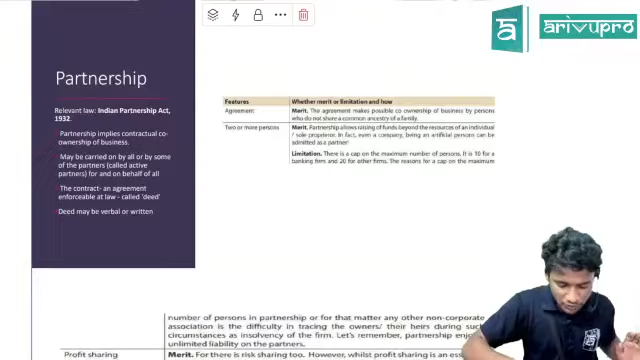 arivupro
Partnership
Relevant law: Indian Partnership Act,
1932.
Partnership implies contractual co-
ownership of business.
May be carried on by all or by some
of the partners (called active
partners) for and on behalf of all
The contract - an agreement
enforceable at law - called 'deed'
Deed may be verbal or written
Features Whether merit or limitation and how
Agreement Merit. The agreement makes possible co-ownership of business by persons
who do not share a common ancestry of a family.
Two or more persons Merit. Partnership allows raising of funds beyond the resources of an individual
/ sole proprietor. In fact, even a company, being an artificial persons can be
admitted as a partner
Limitation. There is a cap on the maximum number of persons. It is 10 for a
banking firms and 20 for other firms. The reasons for a cap on the maximum
number of persons in partnership or for that matter any other non-corporate
association is the difficulty in tracing the owners/ their heirs during such
circumstances as insolvency of the firm. Let's remember, partnership
unlimited liability on the partners.
Profit sharing Merit. For there is risk sharing too. However, whilst profit sharing is an